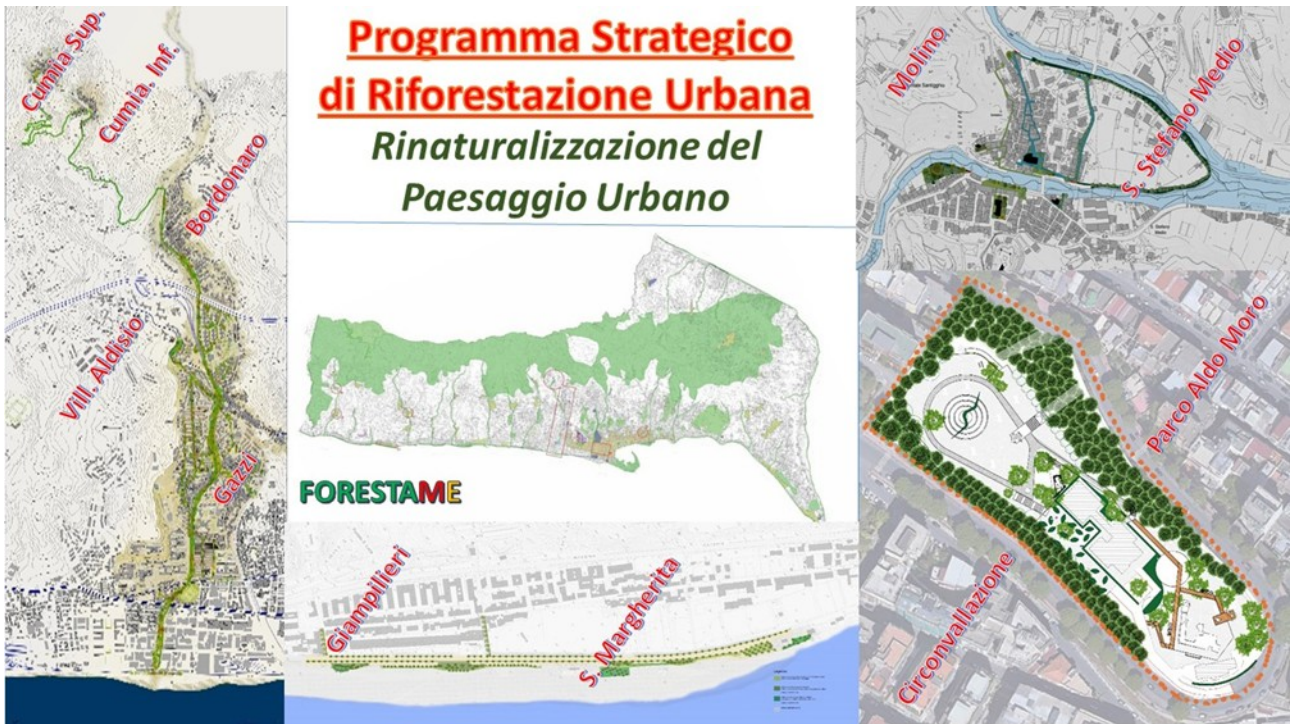 Programma Strategico
di Riforestazione Urbana
Rinaturalizzazione del
Paesaggio Urbano
Cumia Sup.
Cumia. Inf.
Bordonaro
Vill. Aldisio
Gazzi
FORESTAME
Giampilieri
S. Margherita
Molino
S. Stefano Medio
Parco Aldo Moro
Circonvallazione